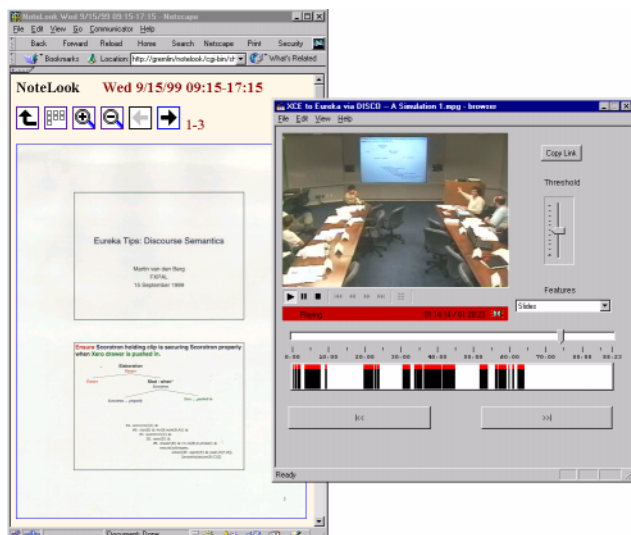 NoteLook Wed 9/15/99 09:15-17:15 - Netscape
File Edit View Go Communicator Help
Back Forward Reload Home Search Netscape Print Security
Bookmarks Location: http://gremlin/notelook/cgi-bin/sh What's Related
NoteLook Wed 9/15/99 09:15-17:15
1-3
Eureka Tips: Discourse Semantics
Martin van den Berg
FXPAL
15 September 1999
Ensure Scorotron holding clip is securing Scorotron property
when Xero drawer is pushed in.
Elaboration
Document: Done
XCE to Eureka via DISCO -- A Simulation 1.mpg - browser
File Edit View Help
Copy Link
Threshold
Features
Slides
Playing
0:00 10:00 20:00 30:00 40:00 50:00 60:00 70:00
|<<
>>|
Ready